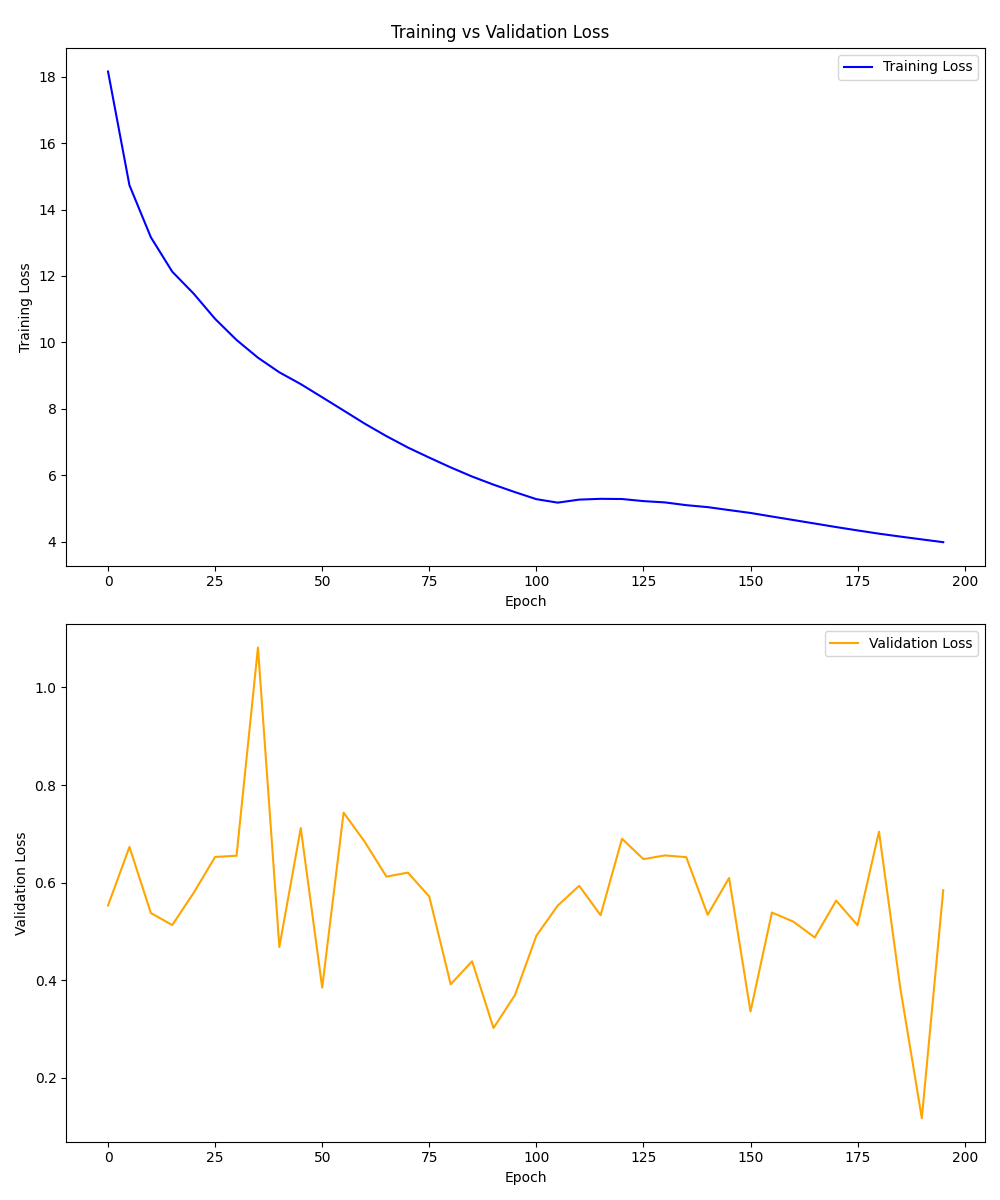 Training vs Validation Loss
Training Loss
18
16
14
12
10
8
6
4
Training Loss
0 25 50 75 100 125 150 175 200
Epoch
Validation Loss
1.0
0.8
0.6
0.4
0.2
Validation Loss
0 25 50 75 100 125 150 175 200
Epoch